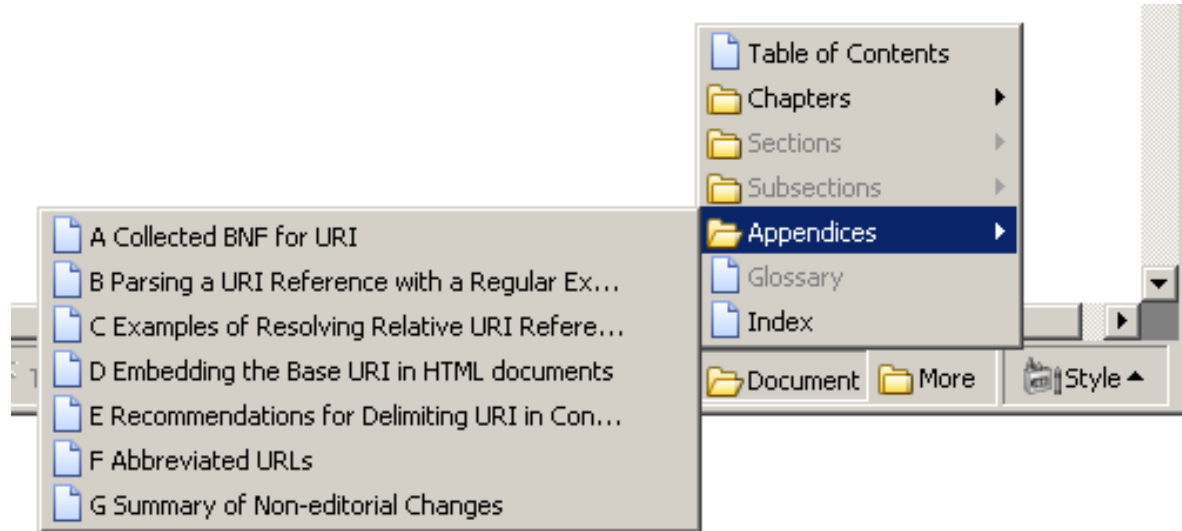 Table of Contents
Chapters
Sections
Subsections
Appendices
Glossary
Index
A Collected BNF for URI
B Parsing a URI Reference with a Regular Ex...
C Examples of Resolving Relative URI Refere...
D Embedding the Base URI in HTML documents
E Recommendations for Delimiting URI in Con...
F Abbreviated URLs
G Summary of Non-editorial Changes
Document More Style